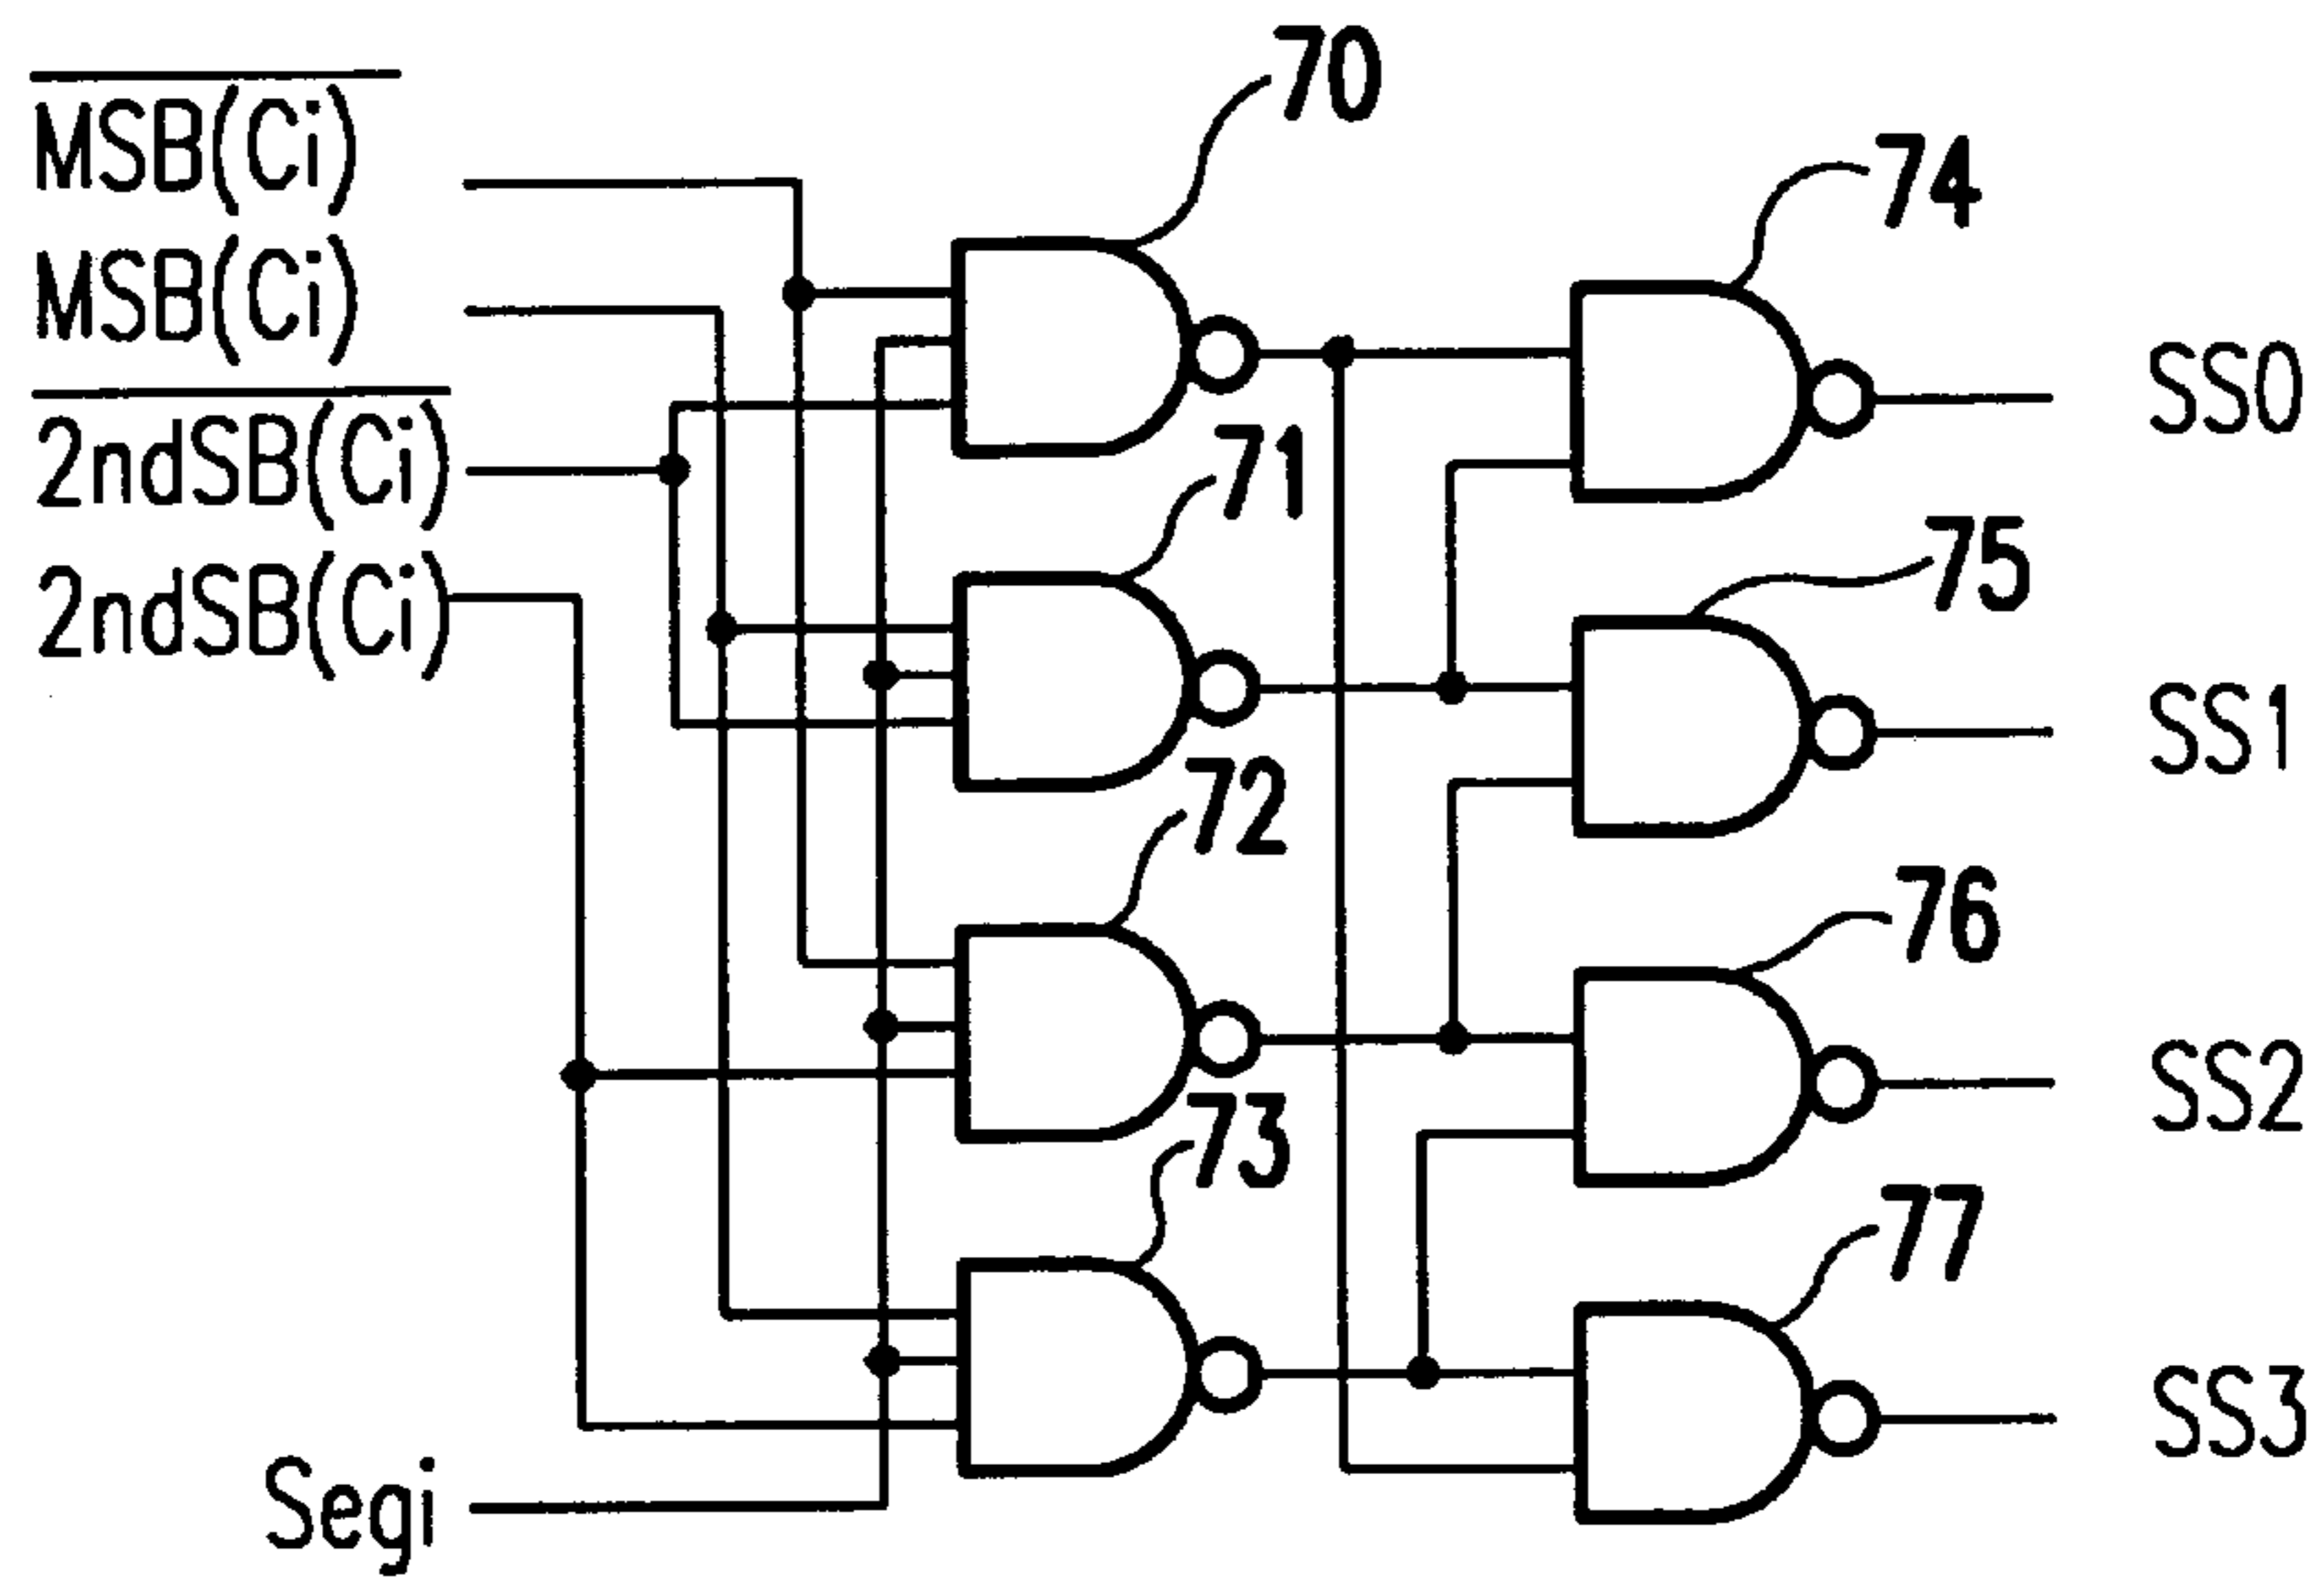 70
MSB(Ci)
74
MSB(Ci)
SS0
2ndSB(Ci)
71
75
2ndSB(Ci)
SS1
72
76
SS2
73
77
SS3
Segi